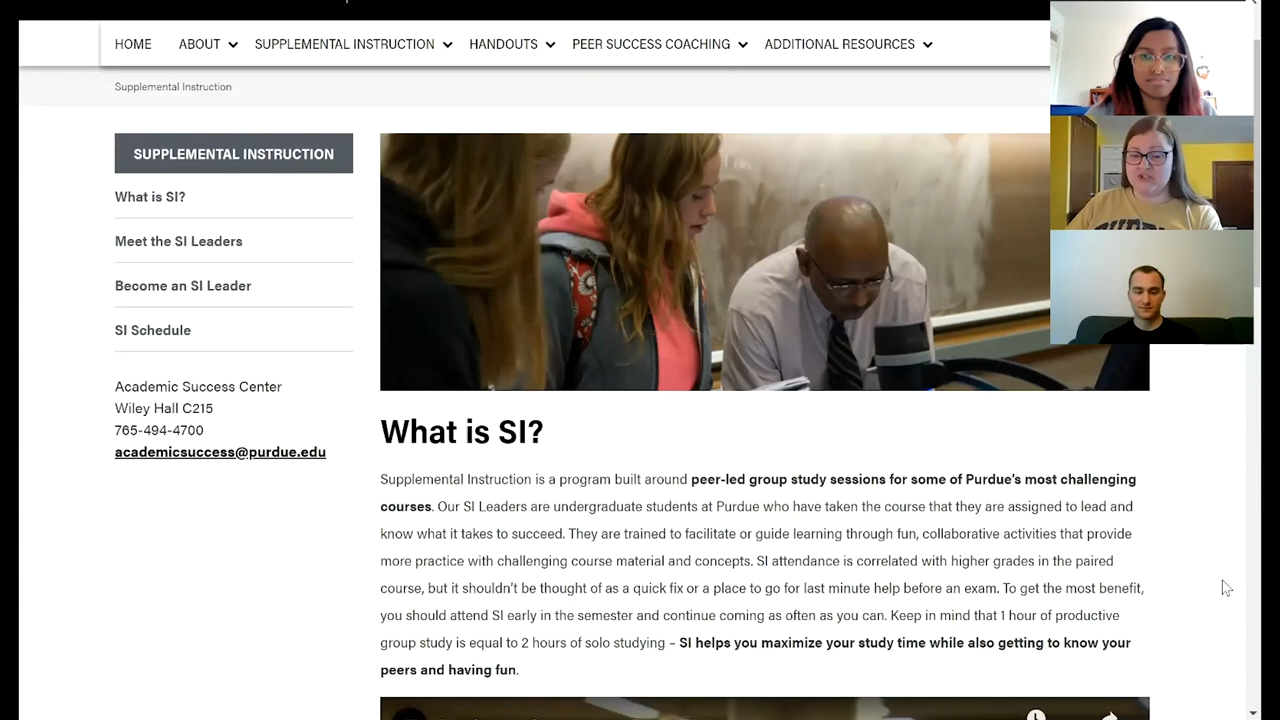 HOME ABOUT SUPPLEMENTAL INSTRUCTION HANDOUTS PEER SUCCESS COACHING ADDITIONAL RESOURCES
Supplemental Instruction
SUPPLEMENTAL INSTRUCTION
What is SI?
Meet the SI Leaders
Become an SI Leader
SI Schedule
Academic Success Center
Wiley Hall C215
765-494-4700
academicsuccess@purdue.edu
What is SI?
Supplemental Instruction is a program built around peer-led group study sessions for some of Purdue's most challenging
courses. Our SI Leaders are undergraduate students at Purdue who have taken the course that they are assigned to lead and
know what it takes to succeed. They are trained to facilitate or guide learning through fun, collaborative activities that provide
more practice with challenging course material and concepts. SI attendance is correlated with higher grades in the paired
course, but it shouldn't be thought of as a quick fix or a place to go for last minute help before an exam. To get the most benefit,
you should attend SI early in the semester and continue coming as often as you can. Keep in mind that 1 hour of productive
group study is equal to 2 hours of solo studying – SI helps you maximize your study time while also getting to know your
peers and having fun.